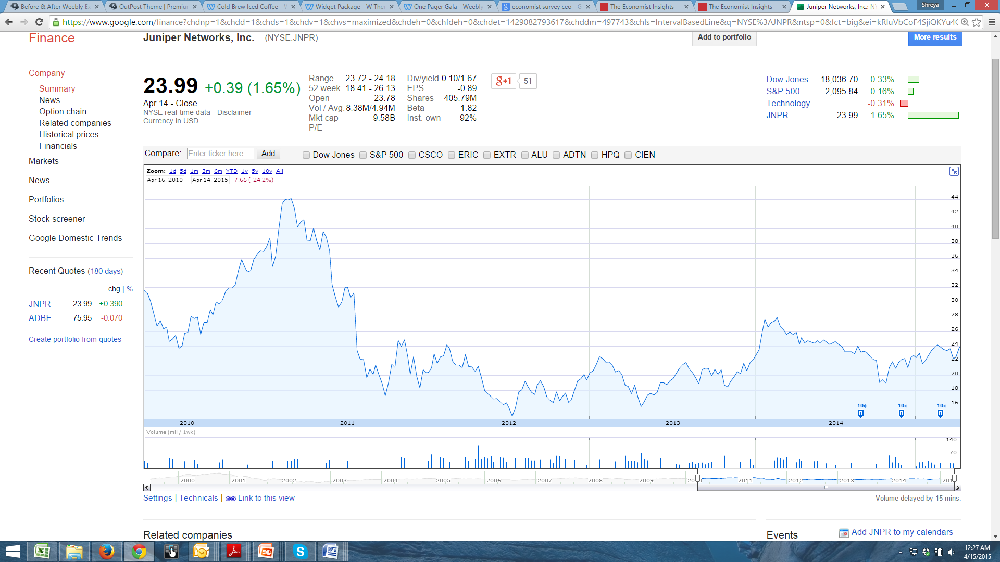 Before & After Weekly Ex
OutPost Theme | Premiun
Cold Brew Iced Coffee - W
Widget Package - W Ther
One Pager Gala - Weebly
economist survey ceo - G
The Economist Insights –
The Economist Insights –
Juniper Networks, Inc.: N
Shreya
https://www.google.com/finance?chdnp=1&chdd=1&chds=1&chdv=1&chvs=maximized&chdeh=0&chfdeh=0&chdet=1429082793617&chddm=497743&chls=IntervalBasedLine&q=NYSE%3AJNPR&ntsp=0&fct=big&ei=kRIuVbCoF4SjiQKYu4
Finance
Juniper Networks, Inc. (NYSE:JNPR)
Add to portfolio
More results
Company
Summary
News
Option chain
Related companies
Historical prices
Financials
Markets
News
Portfolios
Stock screener
Google Domestic Trends
Recent Quotes (180 days)
chg | %
JNPR 23.99 +0.390
ADBE 75.95 -0.070
Create portfolio from quotes
23.99 +0.39 (1.65%)
Apr 14 - Close
NYSE real-time data - Disclaimer
Currency in USD
Range 23.72 - 24.18
52 week 18.41 - 26.13
Open 23.78
Vol / Avg. 8.38M/4.94M
Mkt cap 9.58B
P/E -
Div/yield 0.10/1.67
EPS -0.89
Shares 405.79M
Beta 1.82
Inst. own 92%
g+1 51
Dow Jones 18,036.70 0.33%
S&P 500 2,095.84 0.16%
Technology -0.31%
JNPR 23.99 1.65%
Compare: Enter ticker here Add Dow Jones S&P 500 CSCO ERIC EXTR ALU ADTN HPQ CIEN
Zoom: 1d 5d 1m 3m 6m YTD 1y 5y 10y All
Apr 16, 2010 - Apr 14, 2015 -7.66 (-24.2%)
44
42
40
38
36
34
32
30
28
26
24
22
20
18
16
10¢ 10¢ 10¢
D D D
2010 2011 2012 2013 2014
Volume (mil / 1wk)
140
70
2000 2001 2002 2003 2004 2005 2006 2007 2008 2009 2011 2012 2013 2014
Settings | Technicals | Link to this view
Volume delayed by 15 mins.
Related companies
Events
Add JNPR to my calendars
12:27 AM
4/15/2015